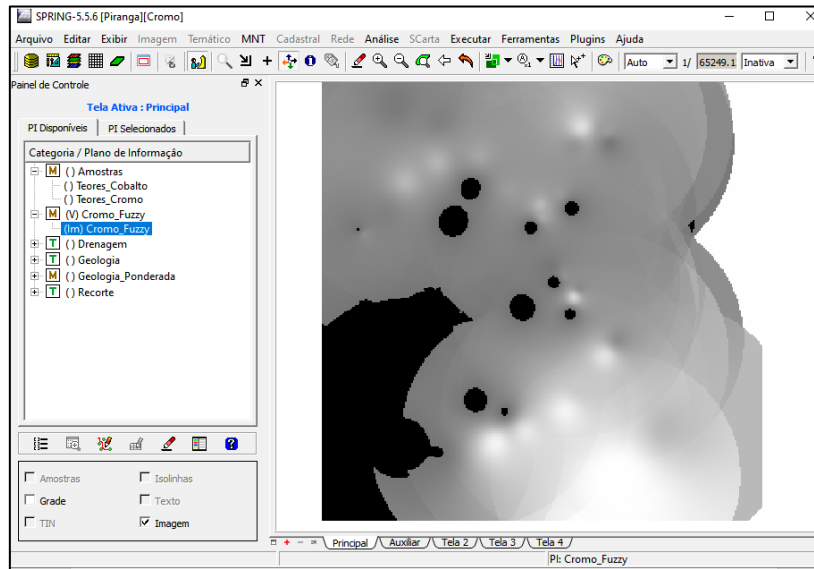 SPRING-5.5.6 [Piranga][Cromo]
Arquivo Editar Exibir Imagem Temático MNT Cadastral Rede Análise SCarta Executar Ferramentas Plugins Ajuda
Auto 1/ 65249.1 Inativa
Painel de Controle
Tela Ativa : Principal
PI Disponíveis PI Selecionados
Categoria / Plano de Informação
M ( ) Amostras
( ) Teores_Cobalto
( ) Teores_Cromo
M (V) Cromo_Fuzzy
(Im) Cromo_Fuzzy
T ( ) Drenagem
T ( ) Geologia
M ( ) Geologia_Ponderada
T ( ) Recorte
Amostras Isolinhas
Grade Texto
TIN Imagem
Principal Auxiliar Tela 2 Tela 3 Tela 4
PI: Cromo_Fuzzy